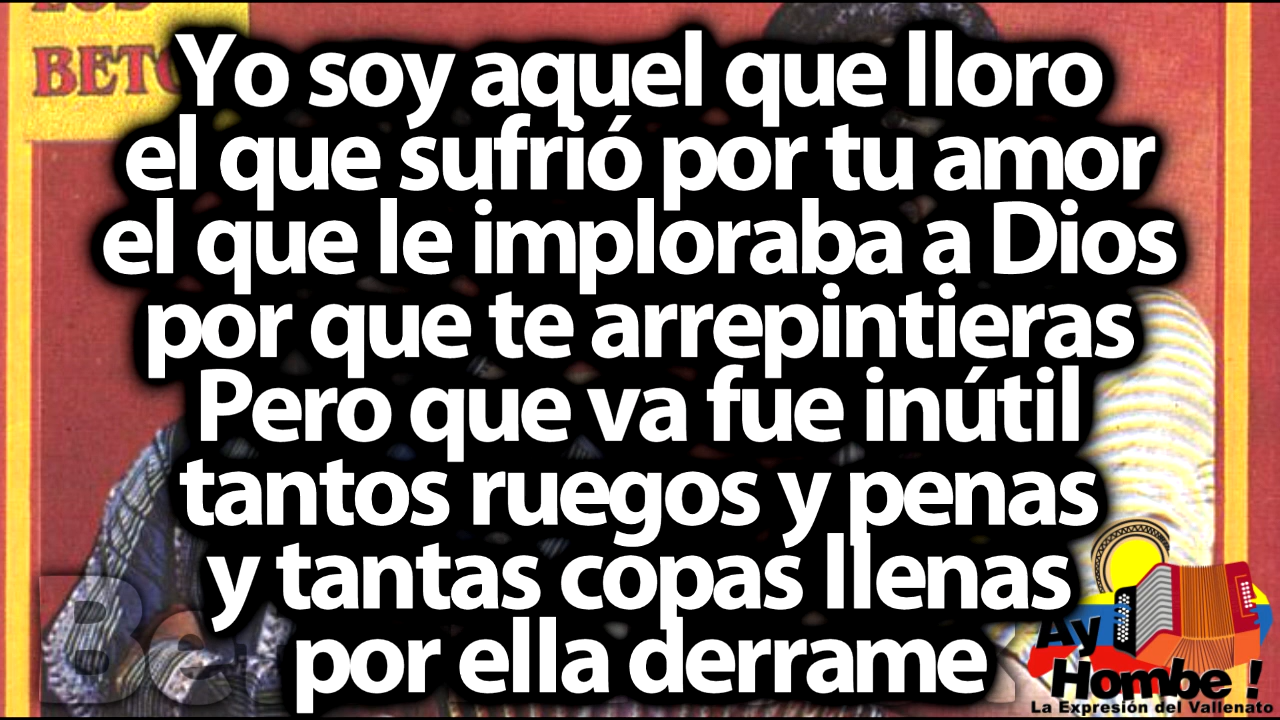 BETO
Yo soy aquel que lloro
el que sufrió por tu amor
el que le imploraba a Dios
por que te arrepintieras
Pero que va fue inútil
tantos ruegos y penas
y tantas copas llenas
por ella derrame
Ay
Hombe !
La Expresión del Vallenato